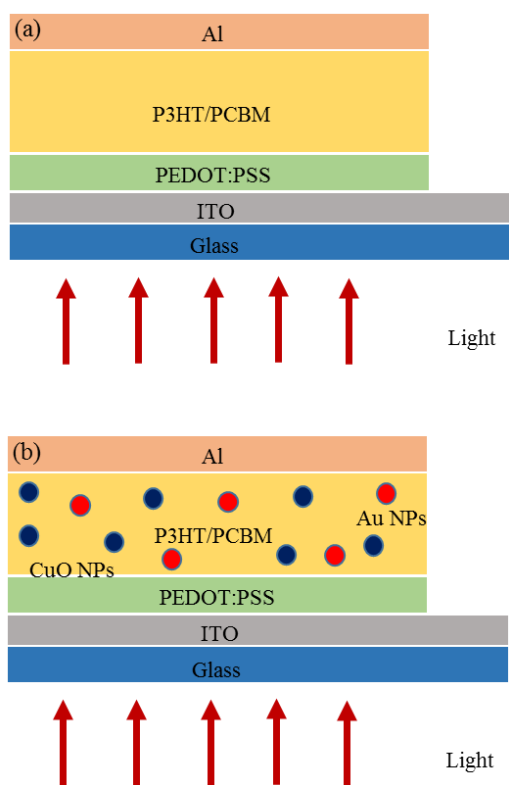 (a)
Al
P3HT/PCBM
PEDOT:PSS
ITO
Glass
Light
(b)
Al
Au NPs
P3HT/PCBM
CuO NPs
PEDOT:PSS
ITO
Glass
Light